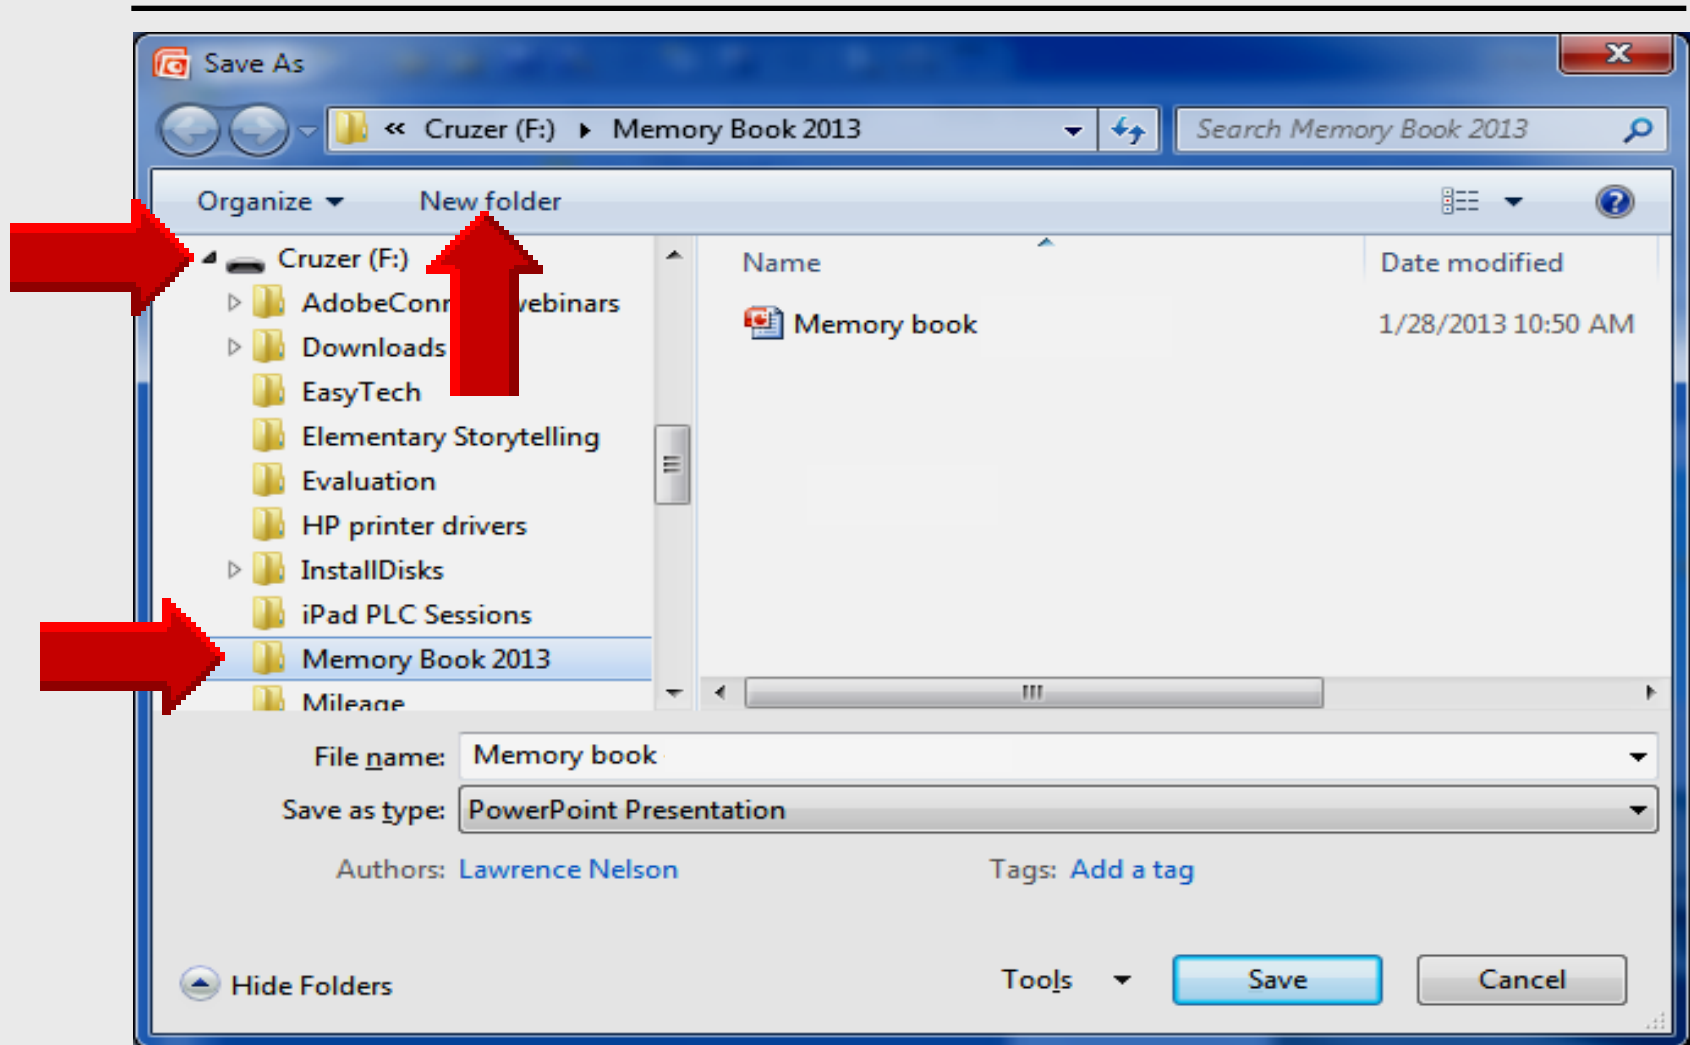 Save As
« Cruzer (F:) Memory Book 2013 Search Memory Book 2013
Organize New folder
Cruzer (F:)
AdobeConn ebinars
Downloads
EasyTech
Elementary Storytelling
Evaluation
HP printer drivers
InstallDisks
iPad PLC Sessions
Memory Book 2013
Mileage
Name Date modified
Memory book 1/28/2013 10:50 AM
File name: Memory book
Save as type: PowerPoint Presentation
Authors: Lawrence Nelson Tags: Add a tag
Hide Folders Tools Save Cancel